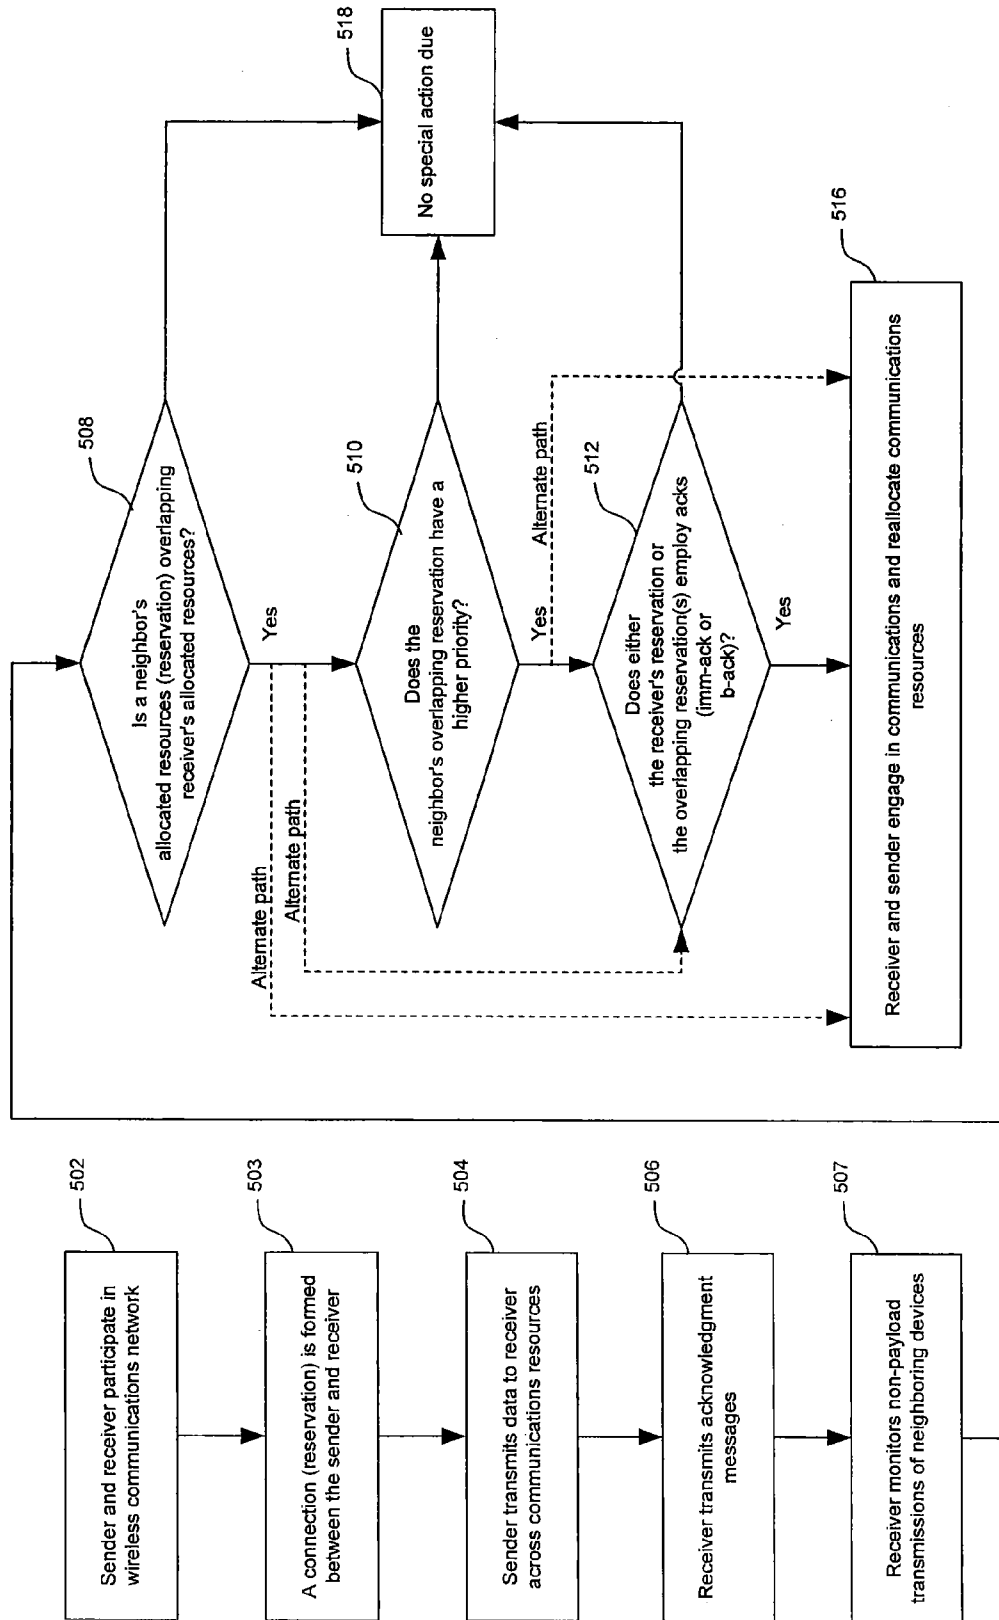 502
Sender and receiver participate in
wireless communications network
503
A connection (reservation) is formed
between the sender and receiver
504
Sender transmits data to receiver
across communications resources
506
Receiver transmits acknowledgment
messages
507
Receiver monitors non-payload
transmissions of neighboring devices
508
Is a neighbor's
allocated resources (reservation) overlapping
receiver's allocated resources?
Yes
Alternate path
Alternate path
510
Does the
neighbor's overlapping reservation have a
higher priority?
Yes
Alternate path
512
Does either
the receiver's reservation or
the overlapping reservation(s) employ acks
(imm-ack or
b-ack)?
Yes
516
Receiver and sender engage in communications and reallocate communications
resources
518
No special action due